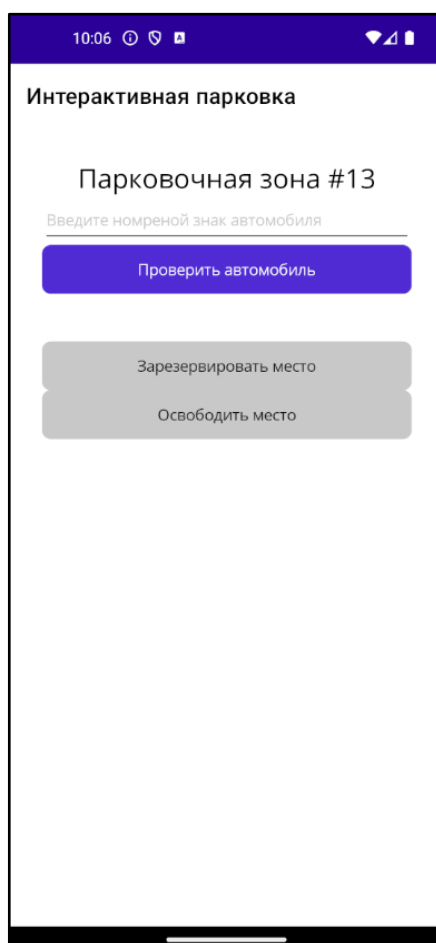 10:06
Интерактивная парковка
Парковочная зона #13
Введите номреной знак автомобиля
Проверить автомобиль
Зарезервировать место
Освободить место